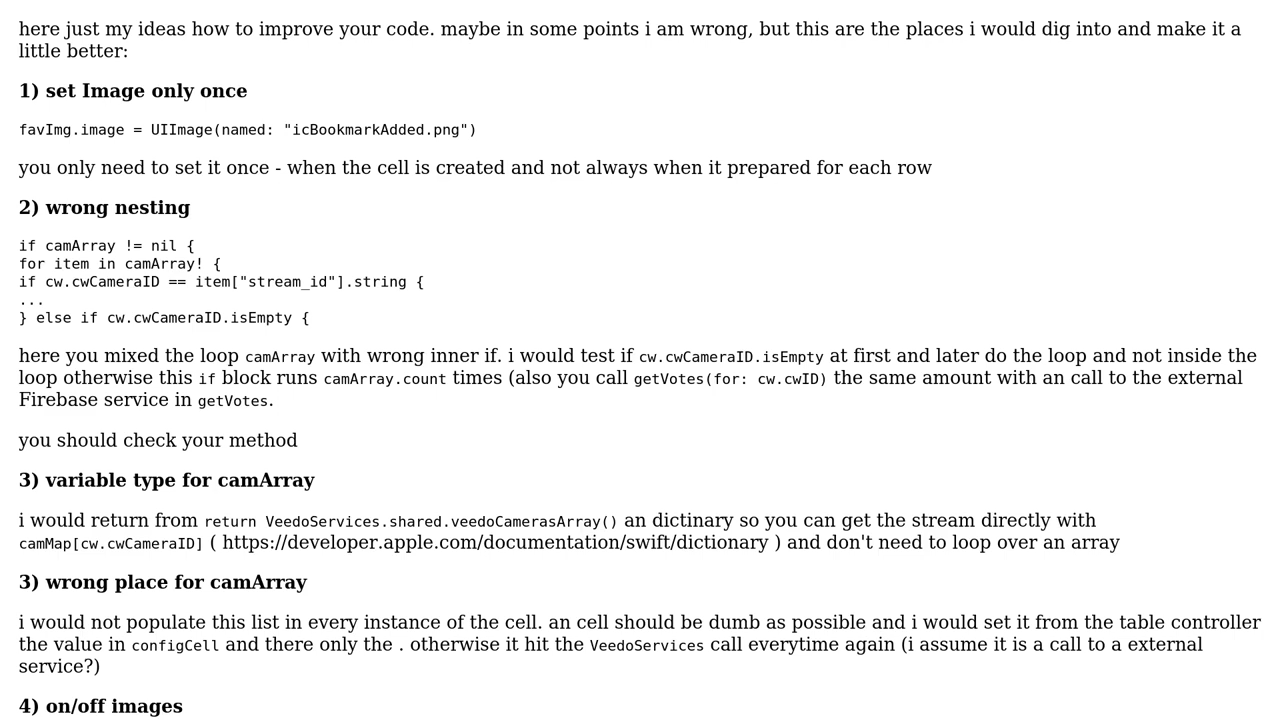 here just my ideas how to improve your code. maybe in some points i am wrong, but this are the places i would dig into and make it a
little better:
1) set Image only once
favImg.image = UIImage(named: "icBookmarkAdded.png")
you only need to set it once - when the cell is created and not always when it prepared for each row
2) wrong nesting
if camArray != nil {
for item in camArray! {
if cw.cwCameraID == item["stream_id"].string {
...
} else if cw.cwCameraID.isEmpty {
here you mixed the loop camArray with wrong inner if. i would test if cw.cwCameraID.isEmpty at first and later do the loop and not inside the
loop otherwise this if block runs camArray.count times (also you call getVotes(for: cw.cwID) the same amount with an call to the external
Firebase service in getVotes.
you should check your method
3) variable type for camArray
i would return from return VeedoServices.shared.veedoCamerasArray() an dictinary so you can get the stream directly with
camMap[cw.cwCameraID] ( https://developer.apple.com/documentation/swift/dictionary ) and don't need to loop over an array
3) wrong place for camArray
i would not populate this list in every instance of the cell. an cell should be dumb as possible and i would set it from the table controller
the value in configCell and there only the . otherwise it hit the VeedoServices call everytime again (i assume it is a call to a external
service?)
4) on/off images